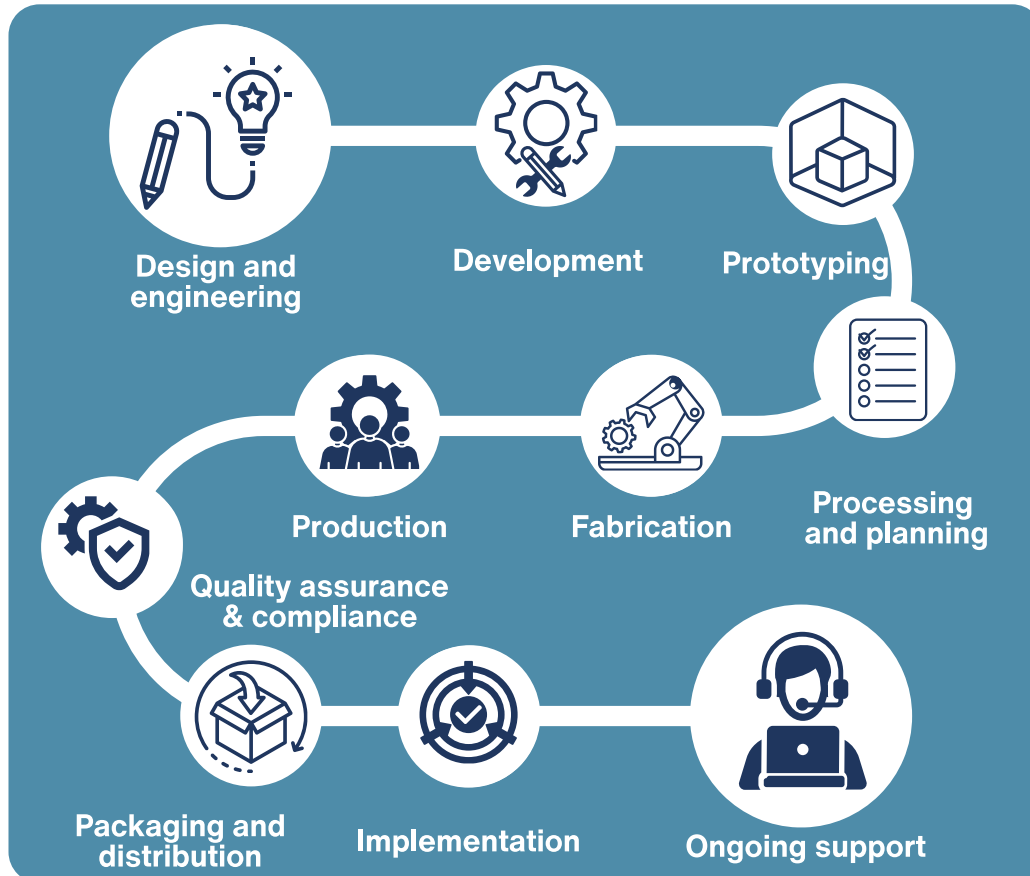 Design and
engineering
Development
Prototyping
Processing
and planning
Fabrication
Production
Quality assurance
& compliance
Packaging and
distribution
Implementation
Ongoing support